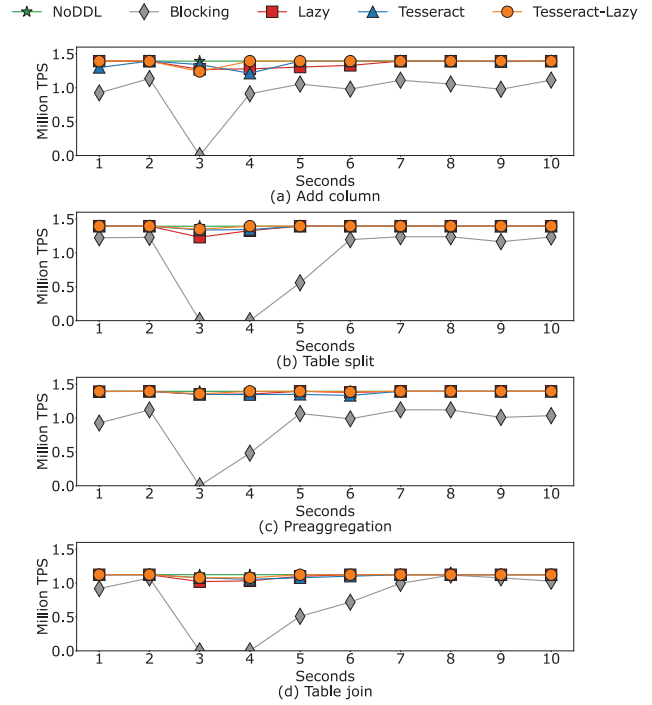 NoDDL Blocking Lazy Tesseract Tesseract-Lazy
Million TPS
1.5
1.0
0.5
0.0
1 2 3 4 5 6 7 8 9 10
Seconds
(a) Add column
Million TPS
1.5
1.0
0.5
0.0
1 2 3 4 5 6 7 8 9 10
Seconds
(b) Table split
Million TPS
1.5
1.0
0.5
0.0
1 2 3 4 5 6 7 8 9 10
Seconds
(c) Preaggregation
Million TPS
1.5
1.0
0.5
0.0
1 2 3 4 5 6 7 8 9 10
Seconds
(d) Table join